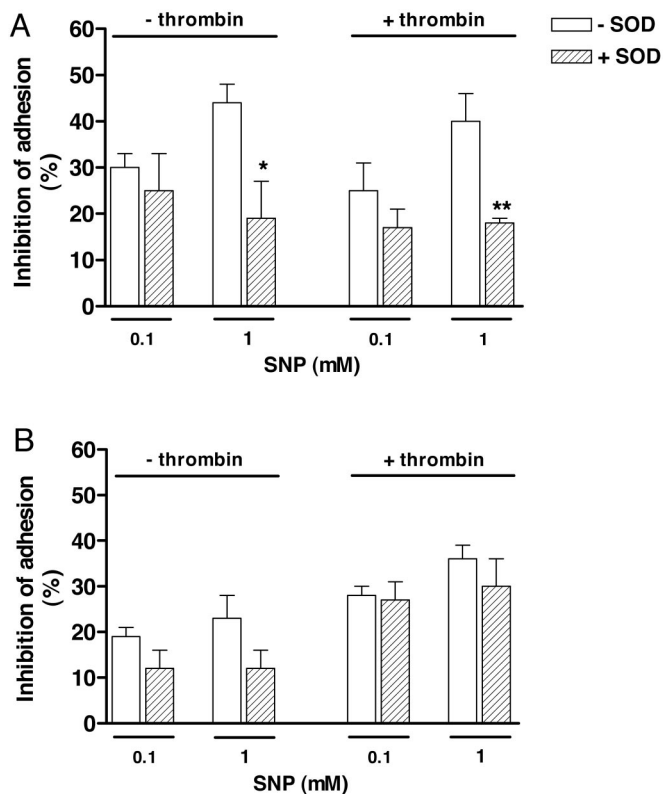 A
- thrombin
+ thrombin
- SOD
+ SOD
Inhibition of adhesion
(%)
60
50
40
30
20
10
0
*
**
0.1
1
0.1
1
SNP (mM)
B
- thrombin
+ thrombin
Inhibition of adhesion
(%)
60
50
40
30
20
10
0
0.1
1
0.1
1
SNP (mM)